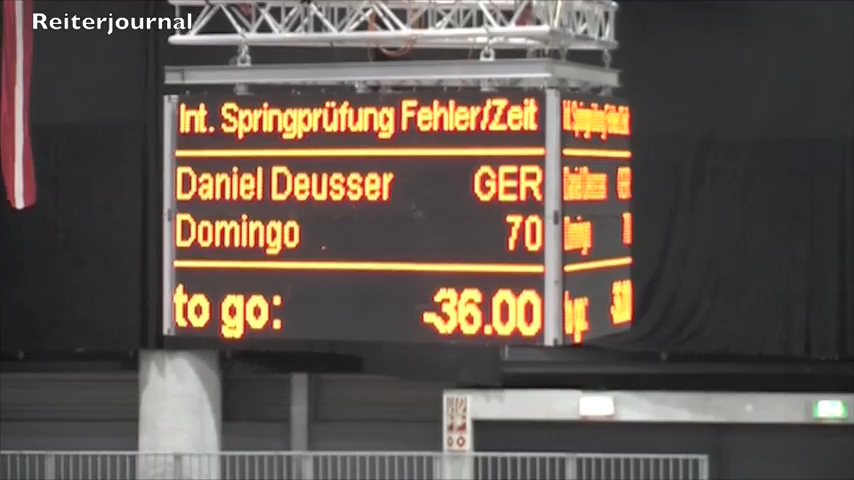 Reiterjournal
Int. Springprüfung Fehler/Zeit
Daniel Deusser GER
Domingo 70
to go: -36.00